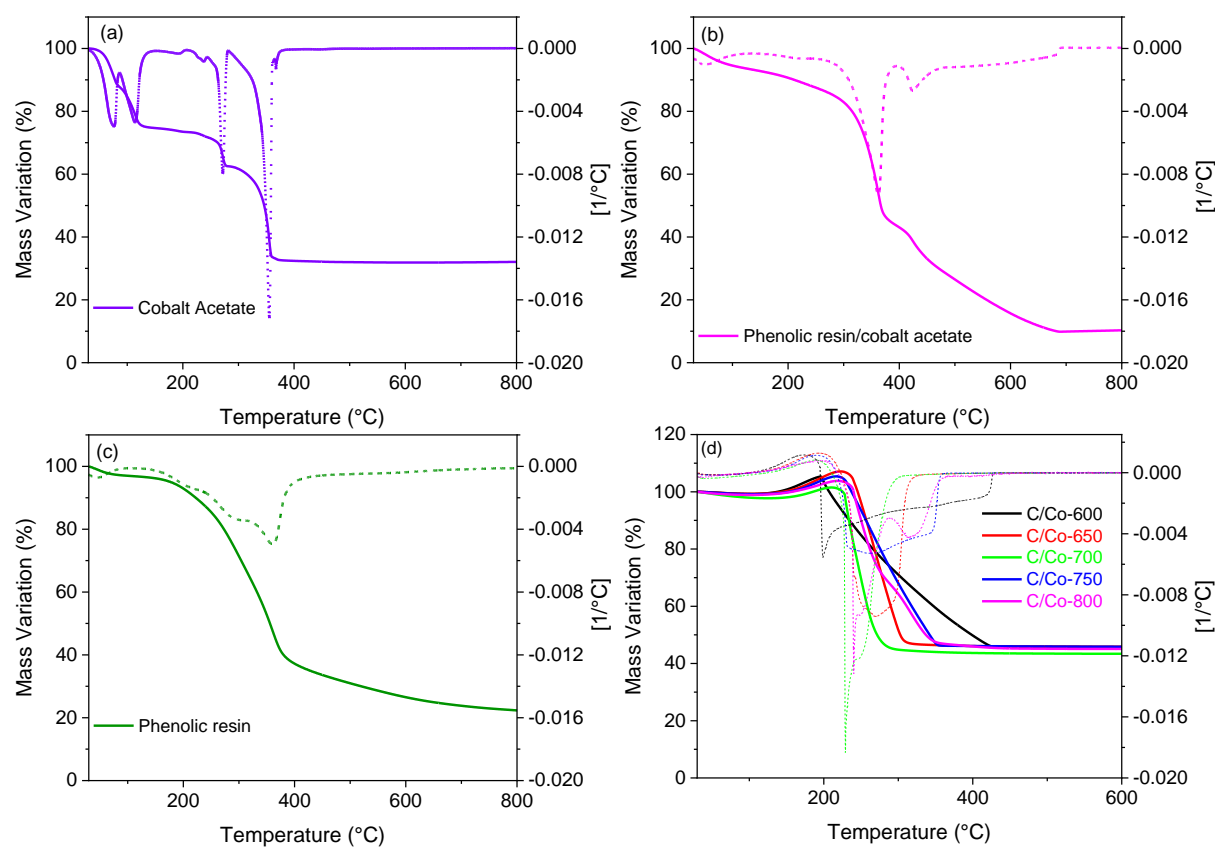 (a)
100
80
60
40
20
0
Mass Variation (%)
0.000
-0.004
-0.008
-0.012
-0.016
-0.020
[1/°C]
Cobalt Acetate
200 400 600 800
Temperature (°C)
(b)
100
80
60
40
20
0
Mass Variation (%)
0.000
-0.004
-0.008
-0.012
-0.016
-0.020
[1/°C]
Phenolic resin/cobalt acetate
200 400 600 800
Temperature (°C)
(c)
100
80
60
40
20
0
Mass Variation (%)
0.000
-0.004
-0.008
-0.012
-0.016
-0.020
[1/°C]
Phenolic resin
200 400 600 800
Temperature (°C)
(d)
120
100
80
60
40
20
0
Mass Variation (%)
0.000
-0.004
-0.008
-0.012
-0.016
-0.020
[1/°C]
C/Co-600
C/Co-650
C/Co-700
C/Co-750
C/Co-800
200 400 600
Temperature (°C)